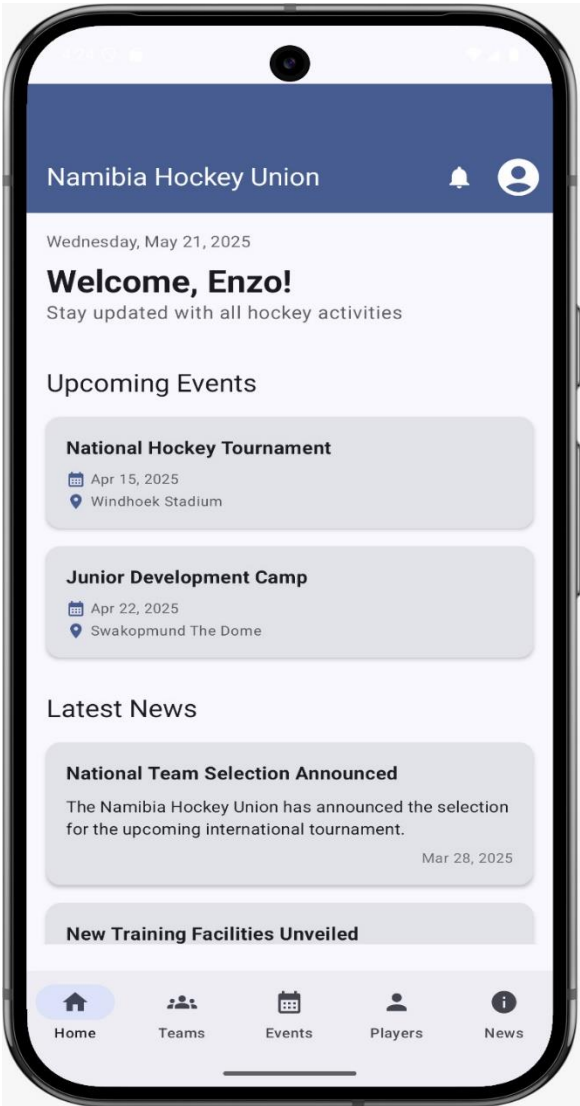 Namibia Hockey Union
Wednesday, May 21, 2025
Welcome, Enzo!
Stay updated with all hockey activities
Upcoming Events
National Hockey Tournament
Apr 15, 2025
Windhoek Stadium
Junior Development Camp
Apr 22, 2025
Swakopmund The Dome
Latest News
National Team Selection Announced
The Namibia Hockey Union has announced the selection
for the upcoming international tournament.
Mar 28, 2025
New Training Facilities Unveiled
Home Teams Events Players News